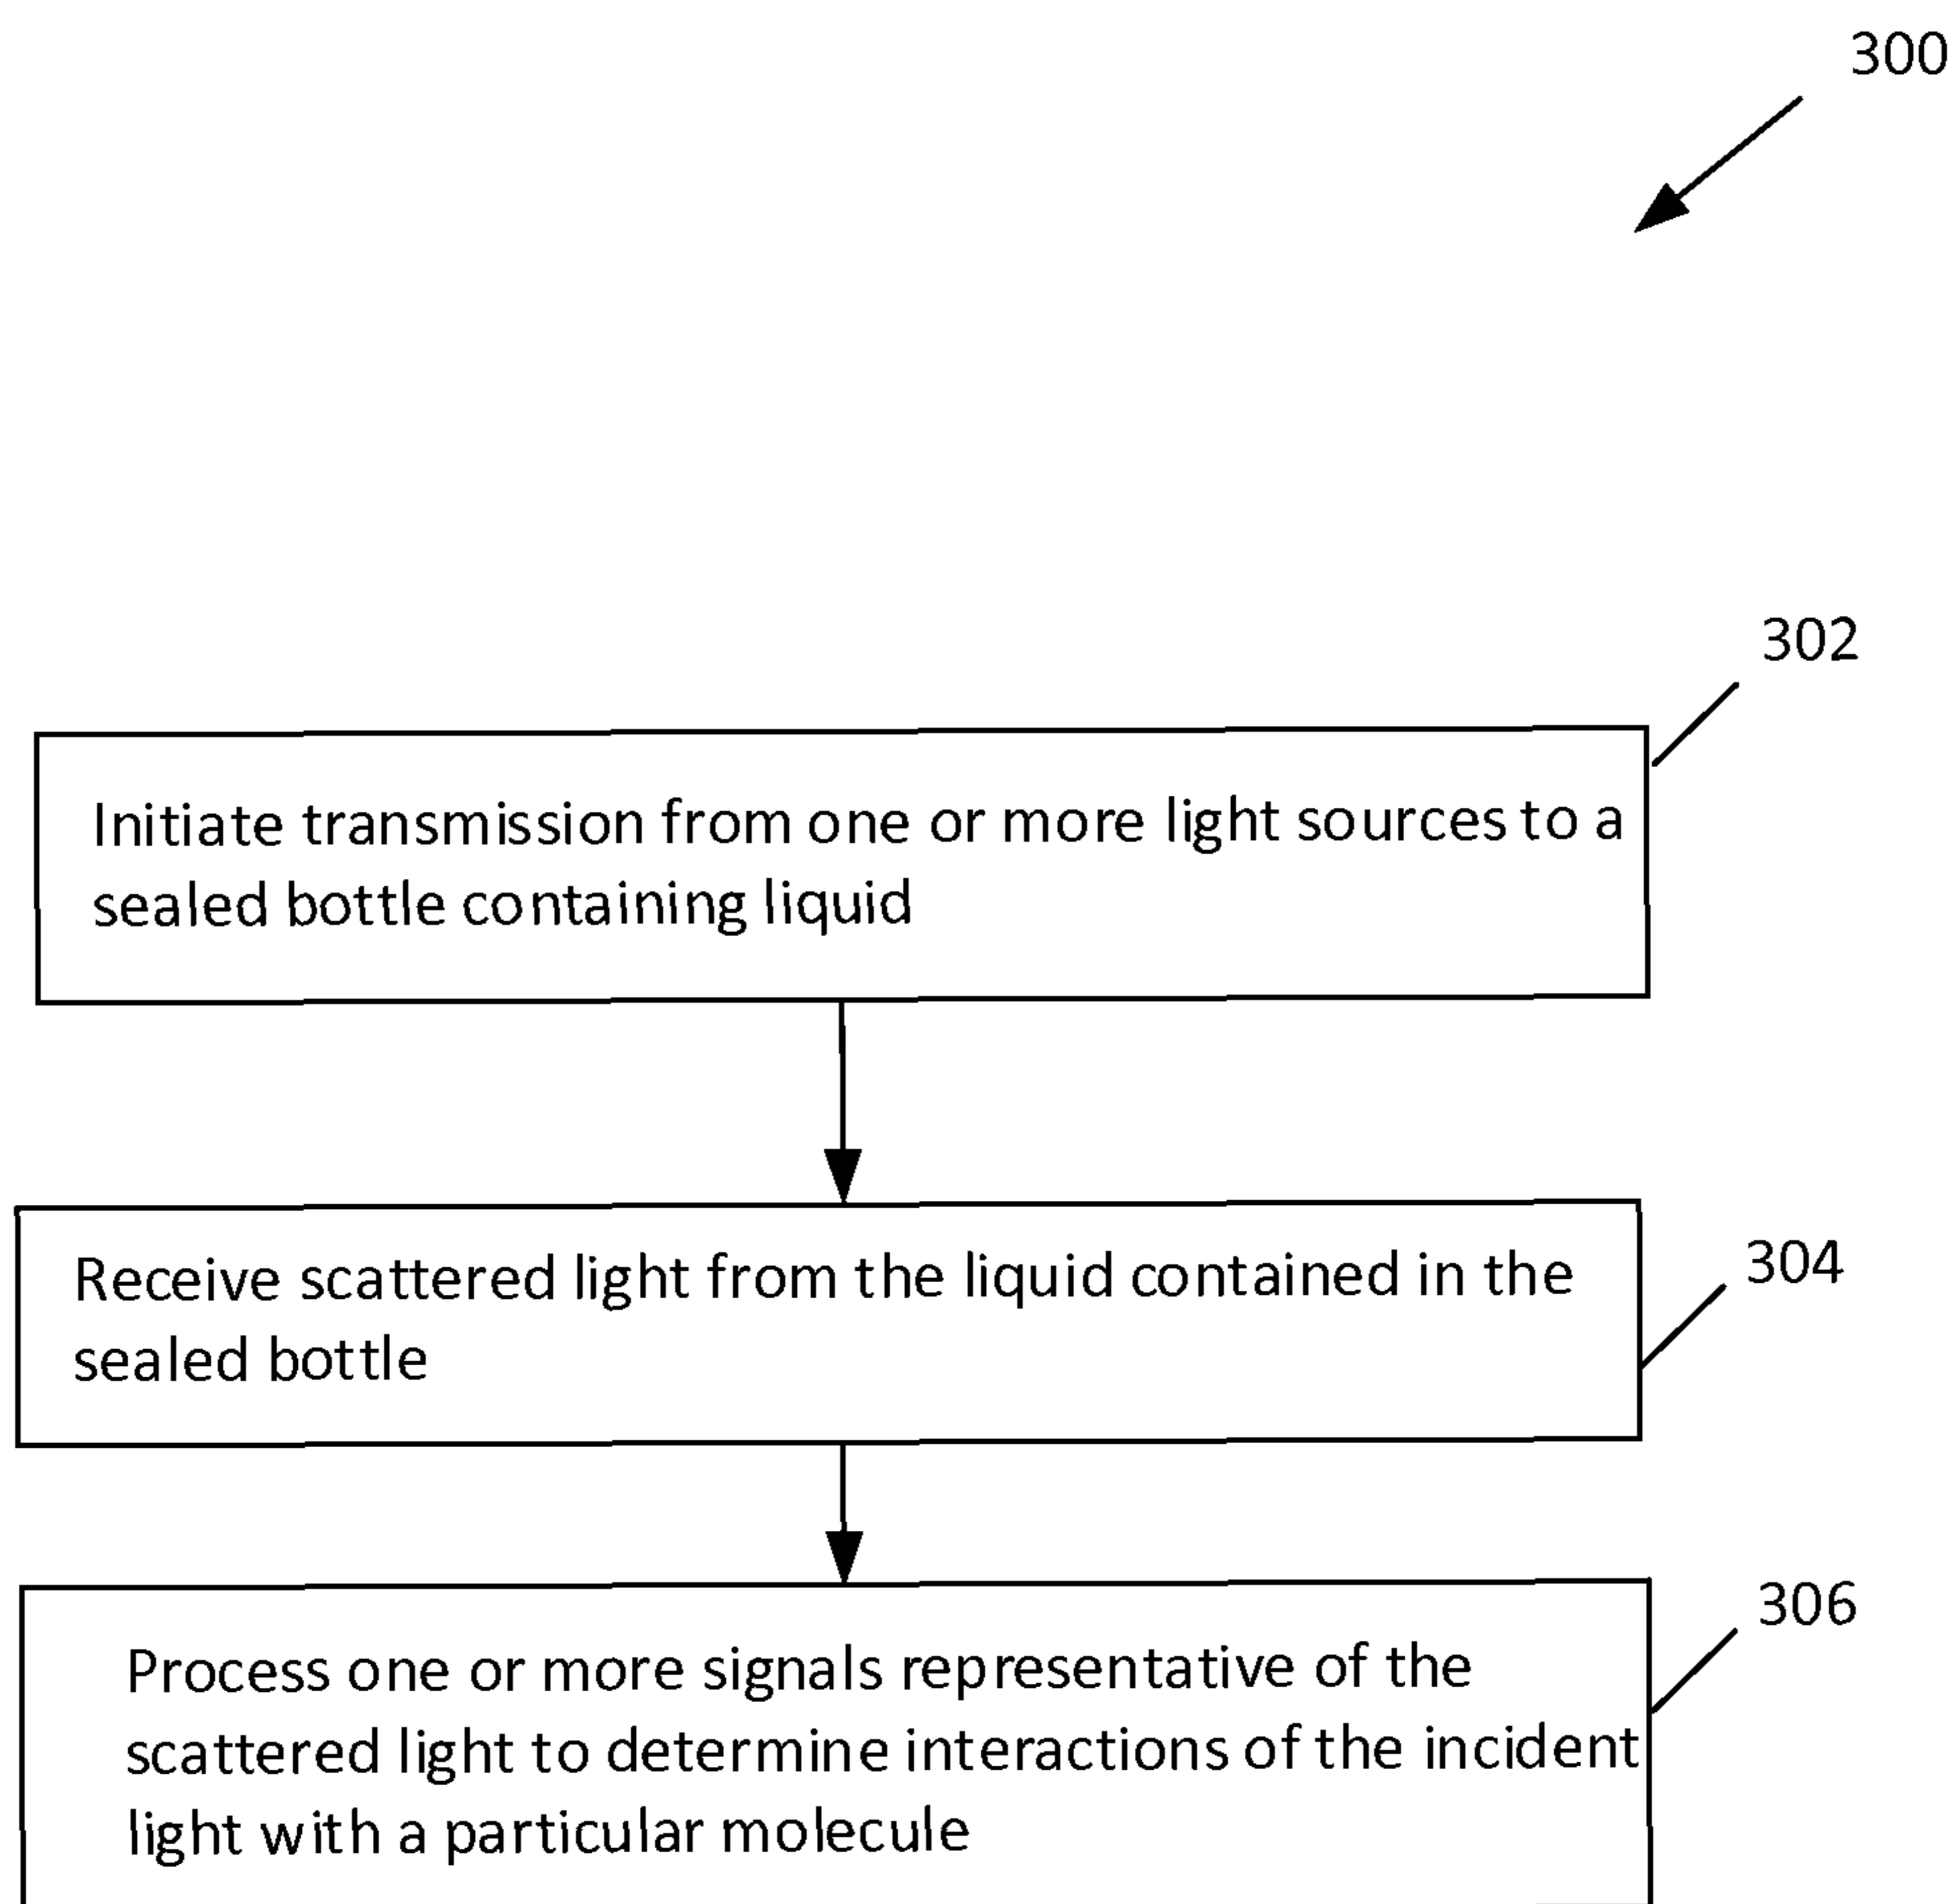 300
302
Initiate transmission from one or more light sources to a
sealed bottle containing liquid
Receive scattered light from the liquid contained in the
sealed bottle
304
306
Process one or more signals representative of the
scattered light to determine interactions of the incident
light with a particular molecule